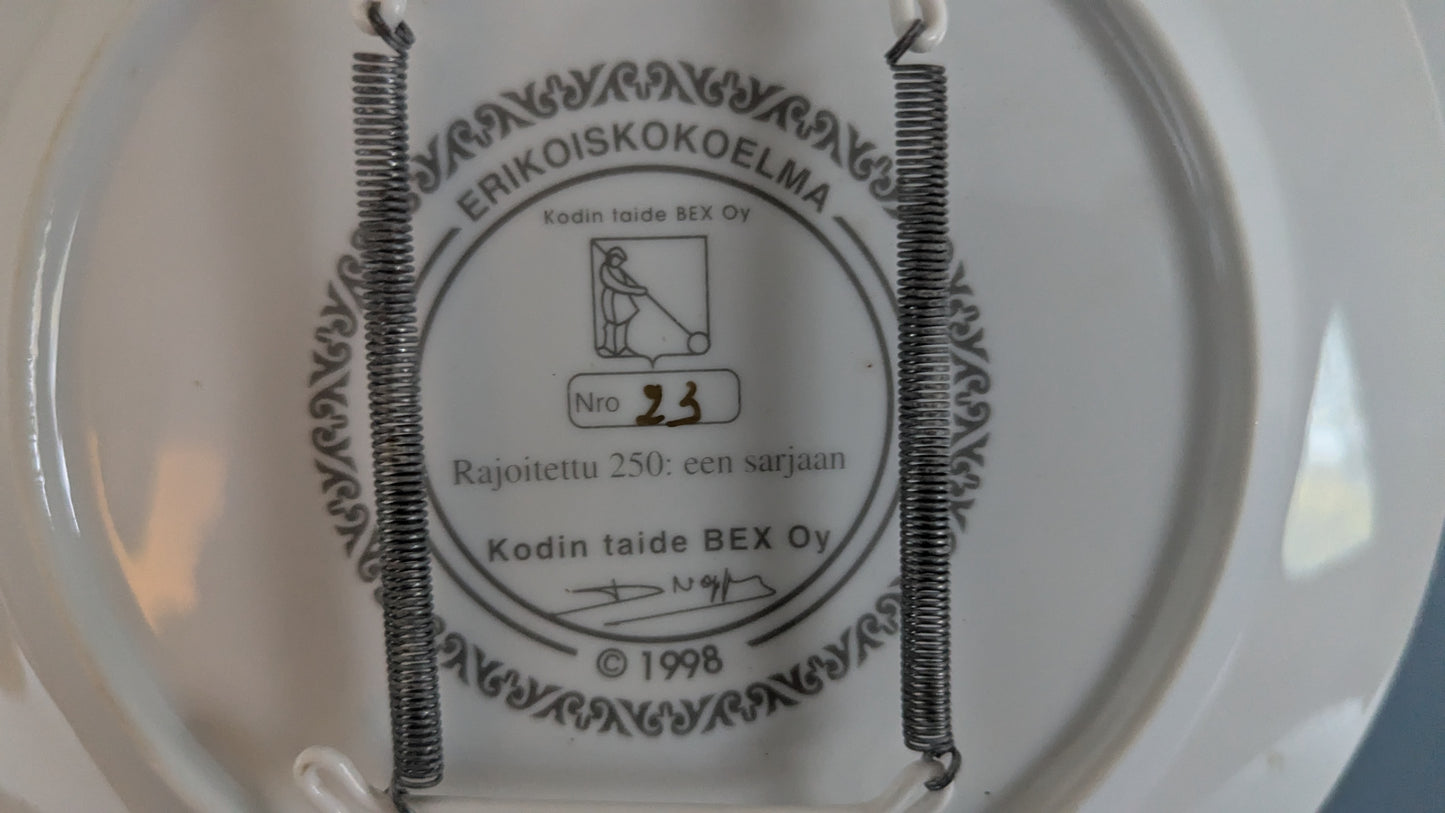 ERIKOISKOKOELMA
Kodin taide BEX Oy
Nro 23
Rajoitettu 250: een sarjaan
Kodin taide BEX Oy
© 1998